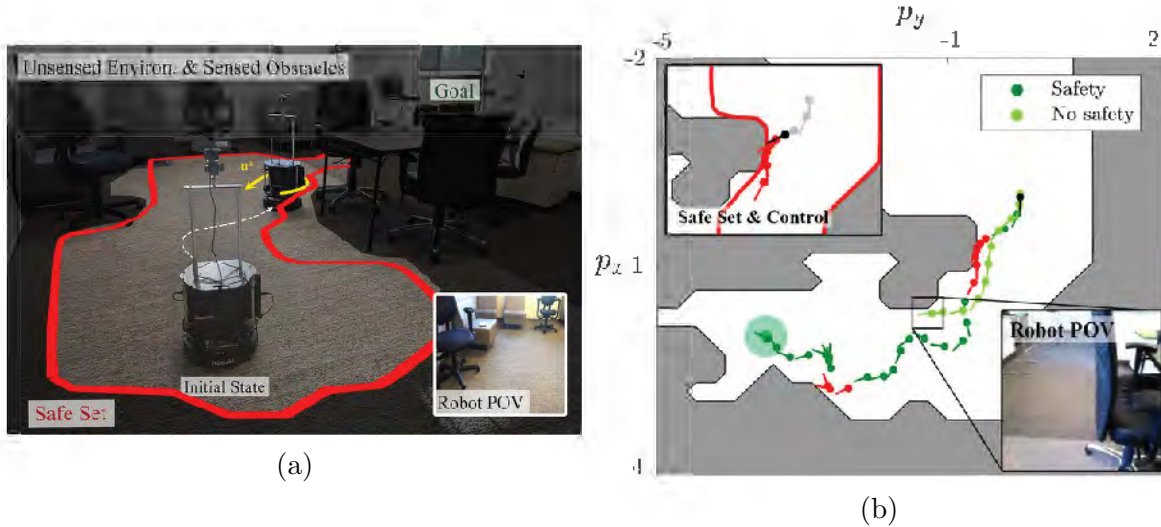 Unsensed Environ. & Sensed Obstacles
Goal
u*
Initial State
Safe Set
Robot POV
(a)
p_y
-5
-1
2
-2
Safety
No safety
Safe Set & Control
p_x 1
Robot POV
4
(b)